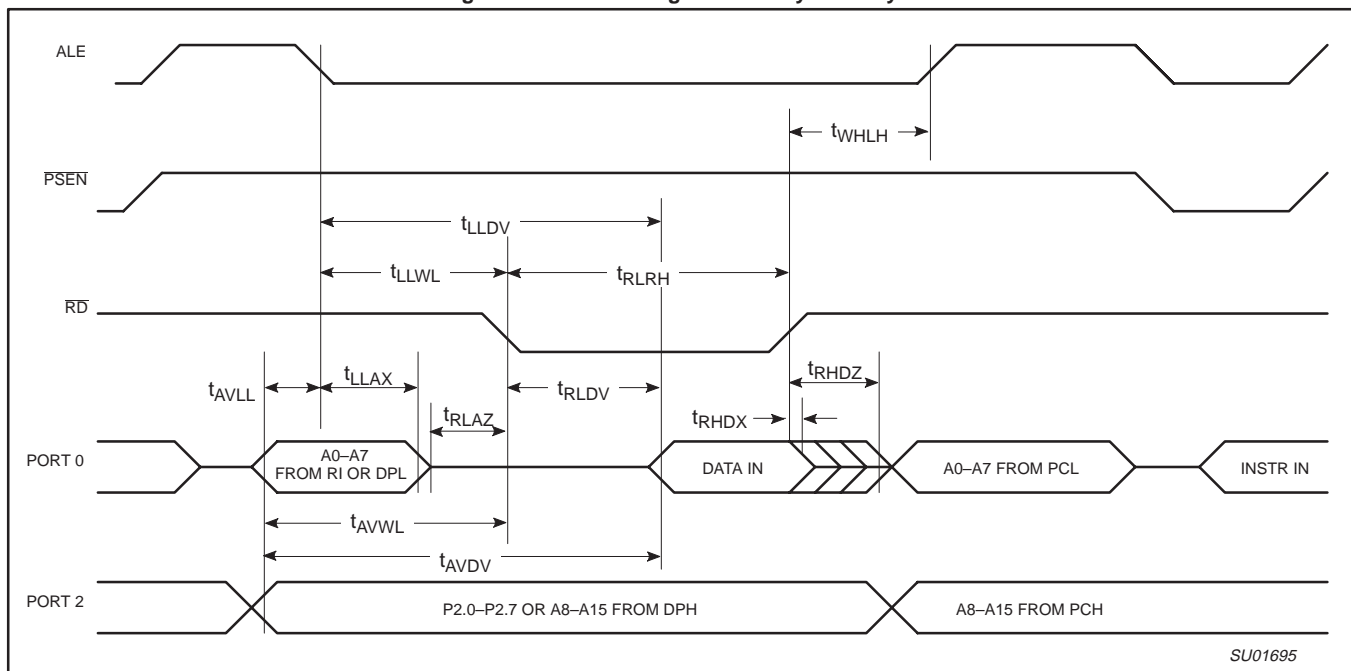 ALE
tWHLH
PSEN
tLLDV
tLLWL
tRLRH
RD
tAVLL
tLLAX
tRLAZ
tRLDV
tRHDZ
tRHDX
PORT 0
A0–A7
FROM RI OR DPL
DATA IN
A0–A7 FROM PCL
INSTR IN
tAVWL
tAVDV
PORT 2
P2.0–P2.7 OR A8–A15 FROM DPH
A8–A15 FROM PCH
SU01695